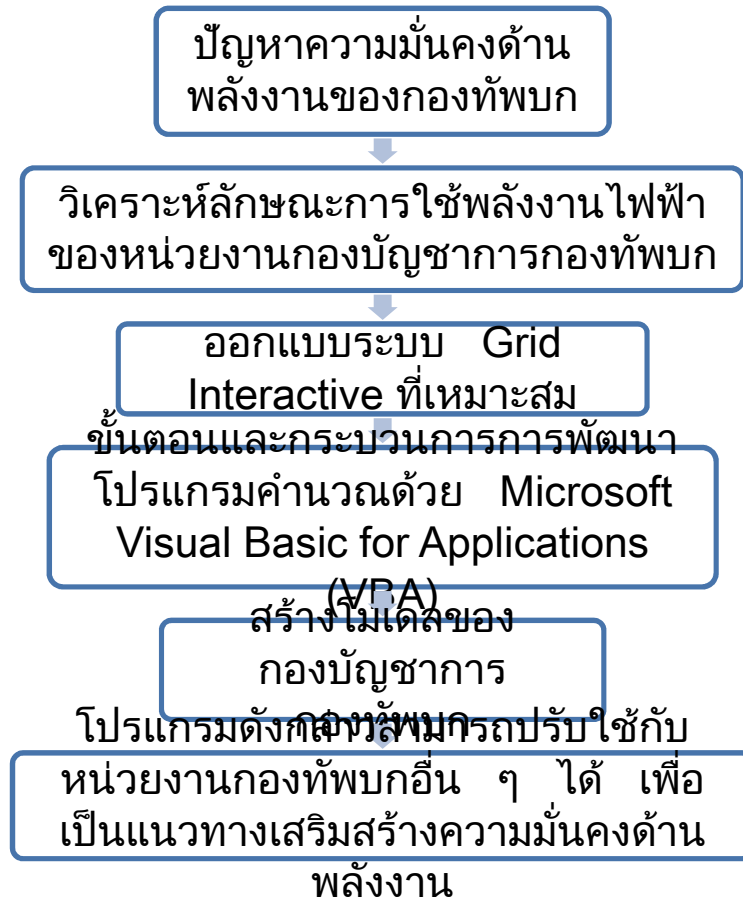 ปัญหาความมั่นคงด้าน
พลังงานของกองทัพบก
วิเคราะห์ลักษณะการใช้พลังงานไฟฟ้า
ของหน่วยงานกองบัญชาการกองทัพบก
ออกแบบระบบ Grid
Interactive ที่เหมาะสม
ขั้นตอนและกระบวนการการพัฒนา
โปรแกรมคำนวณด้วย Microsoft
Visual Basic for Applications
(VBA)
สร้างโมเดลของ
กองบัญชาการ
กองทัพบก
โปรแกรมดังกล่าวสามารถปรับใช้กับ
หน่วยงานกองทัพบกอื่น ๆ ได้ เพื่อ
เป็นแนวทางเสริมสร้างความมั่นคงด้าน
พลังงาน